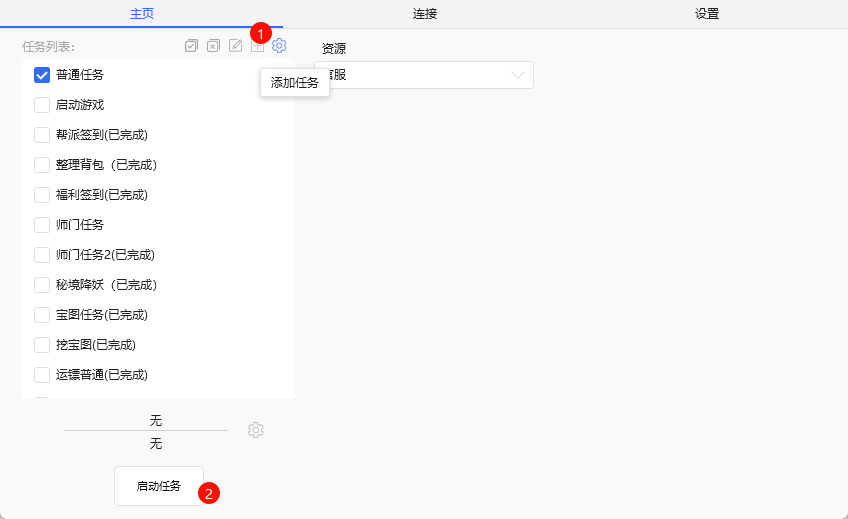 主页
连接
设置
任务列表:
1
资源
添加任务
官服
普通任务
启动游戏
帮派签到(已完成)
整理背包（已完成）
福利签到(已完成)
师门任务
师门任务2(已完成)
秘境降妖（已完成）
宝图任务(已完成)
挖宝图(已完成)
运镖普通(已完成)
无
无
启动任务
2